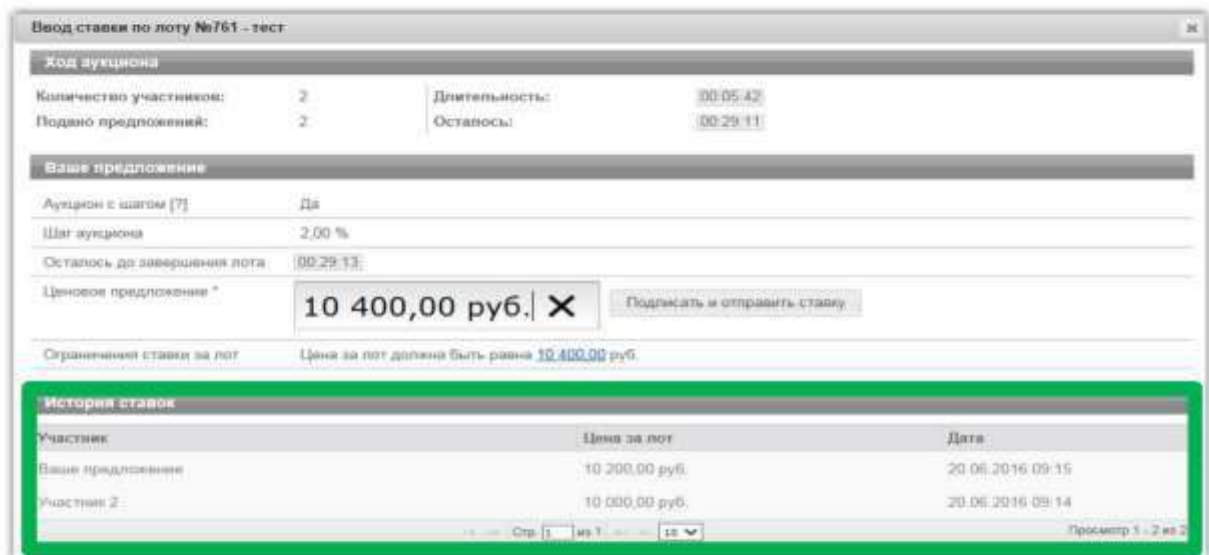 Ввод ставки по лоту №761 - тест
Ход аукциона
Количество участников: 2 Длительность: 00:05:42
Подано предложений: 2 Осталось: 00:29:11
Ваше предложение
Аукцион с шагом [?] Да
Шаг аукциона 2,00 %
Осталось до завершения лота 00:29:13
Ценовое предложение * 10 400,00 руб. Подписать и отправить ставку
Ограничения ставки за лот Цена за лот должна быть равна 10 400,00 руб.
История ставок
Участник Цена за лот Дата
Ваше предложение 10 200,00 руб. 20.06.2016 09:15
Участник 2 10 000,00 руб. 20.06.2016 09:14
Стр. 1 из 1 10 Просмотр 1 - 2 из 2